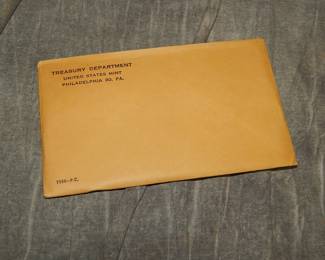 TREASURY DEPARTMENT
UNITED STATES MINT
PHILADELPHIA 30, PA.